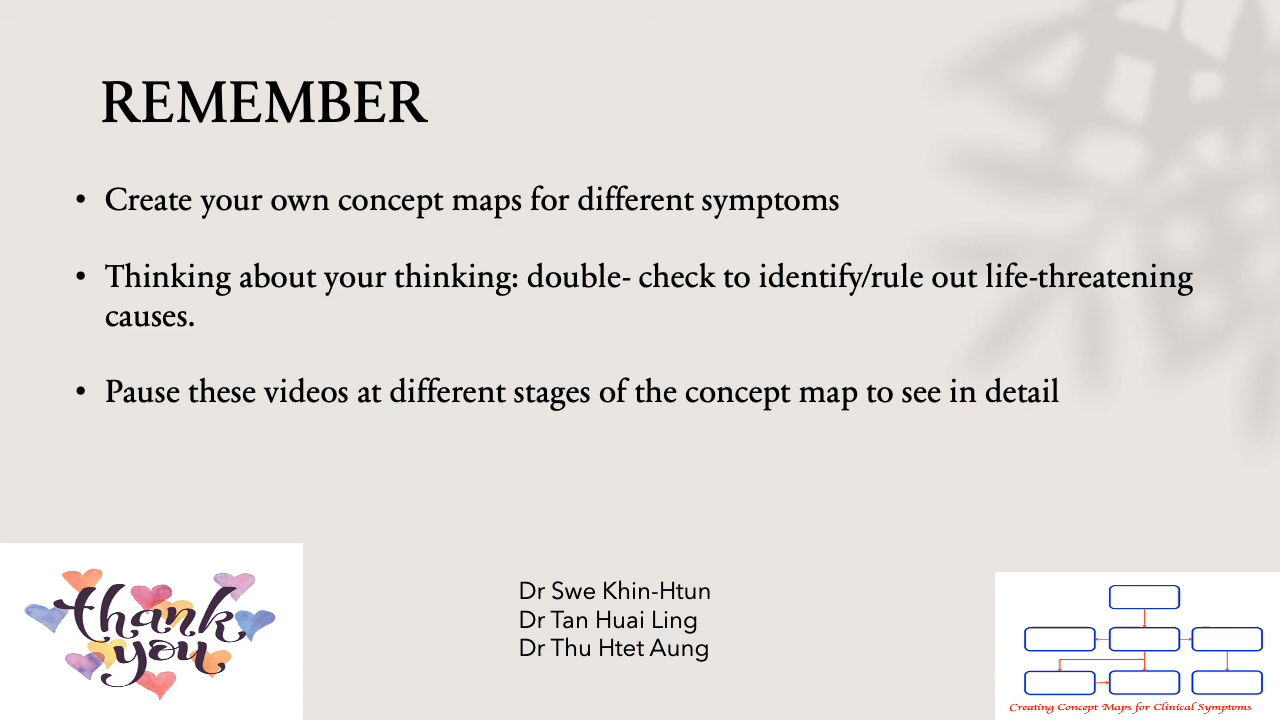 REMEMBER
• Create your own concept maps for different symptoms
• Thinking about your thinking: double- check to identify/rule out life-threatening
causes.
• Pause these videos at different stages of the concept map to see in detail
thank
you
Dr Swe Khin-Htun
Dr Tan Huai Ling
Dr Thu Htet Aung
Creating Concept Maps for Clinical Symptoms